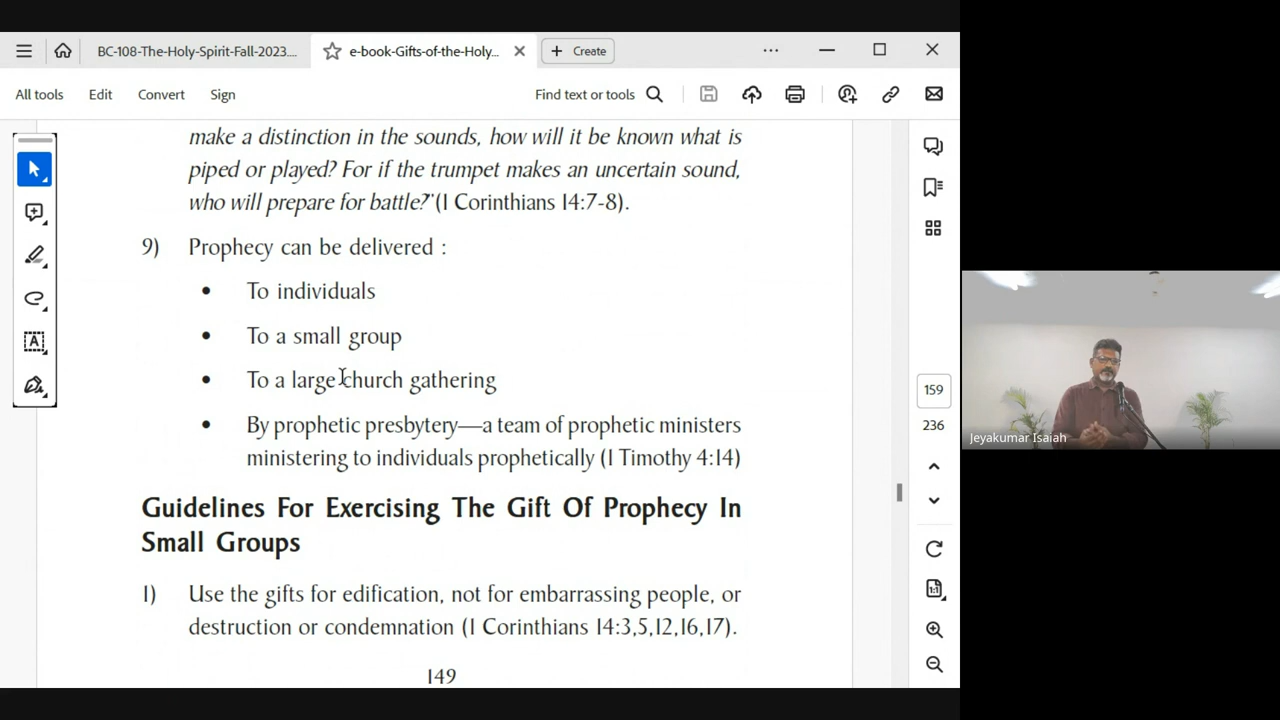 BC-108-The-Holy-Spirit-Fall-2023....
e-book-Gifts-of-the-Holy...
Create
All tools
Edit
Convert
Sign
Find text or tools
make a distinction in the sounds, how will it be known what is
piped or played? For if the trumpet makes an uncertain sound,
who will prepare for battle?"(1 Corinthians 14:7-8).
9) Prophecy can be delivered :
• To individuals
• To a small group
• To a large church gathering
• By prophetic presbytery—a team of prophetic ministers
ministering to individuals prophetically (1 Timothy 4:14)
Guidelines For Exercising The Gift Of Prophecy In
Small Groups
1) Use the gifts for edification, not for embarrassing people, or
destruction or condemnation (1 Corinthians 14:3,5,12,16,17).
149
159
236
1:1
Jeyakumar Isaiah